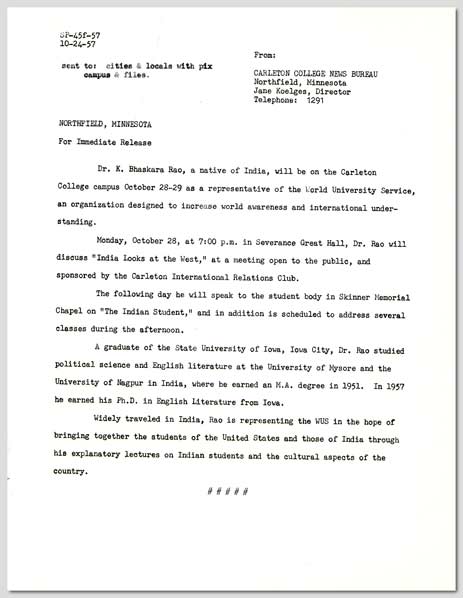 SP-45f-57
10-24-57
sent to: cities & locals with pix
campus & files.
From:
CARLETON COLLEGE NEWS BUREAU
Northfield, Minnesota
Jane Koelges, Director
Telephone: 1291
NORTHFIELD, MINNESOTA
For Immediate Release
Dr. K. Bhaskara Rao, a native of India, will be on the Carleton
College campus October 28-29 as a representative of the World University Service,
an organization designed to increase world awareness and international under-
standing.
Monday, October 28, at 7:00 p.m. in Severance Great Hall, Dr. Rao will
discuss "India Looks at the West," at a meeting open to the public, and
sponsored by the Carleton International Relations Club.
The following day he will speak to the student body in Skinner Memorial
Chapel on "The Indian Student," and in addition is scheduled to address several
classes during the afternoon.
A graduate of the State University of Iowa, Iowa City, Dr. Rao studied
political science and English literature at the University of Mysore and the
University of Nagpur in India, where he earned an M.A. degree in 1951. In 1957
he earned his Ph.D. in English Literature from Iowa.
Widely traveled in India, Rao is representing the WUS in the hope of
bringing together the students of the United States and those of India through
his explanatory lectures on Indian students and the cultural aspects of the
country.
# # # # #